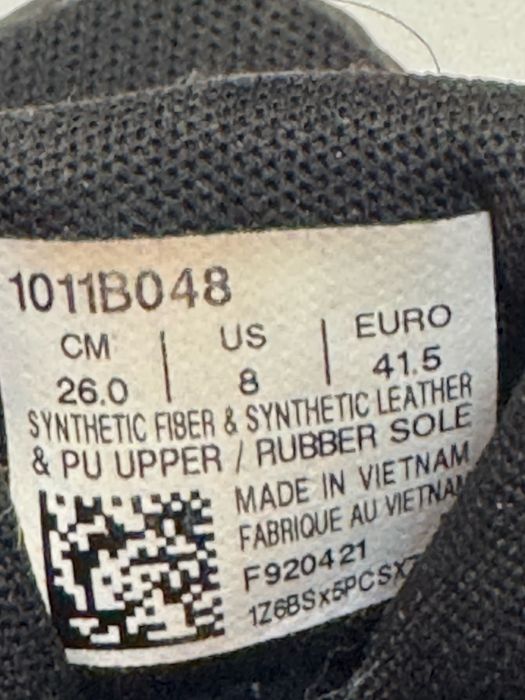 1011B048
CM | US | EURO
26.0 | 8 | 41.5
SYNTHETIC FIBER & SYNTHETIC LEATHER
& PU UPPER / RUBBER SOLE
MADE IN VIETNAM
FABRIQUE AU VIETNAM
F920421